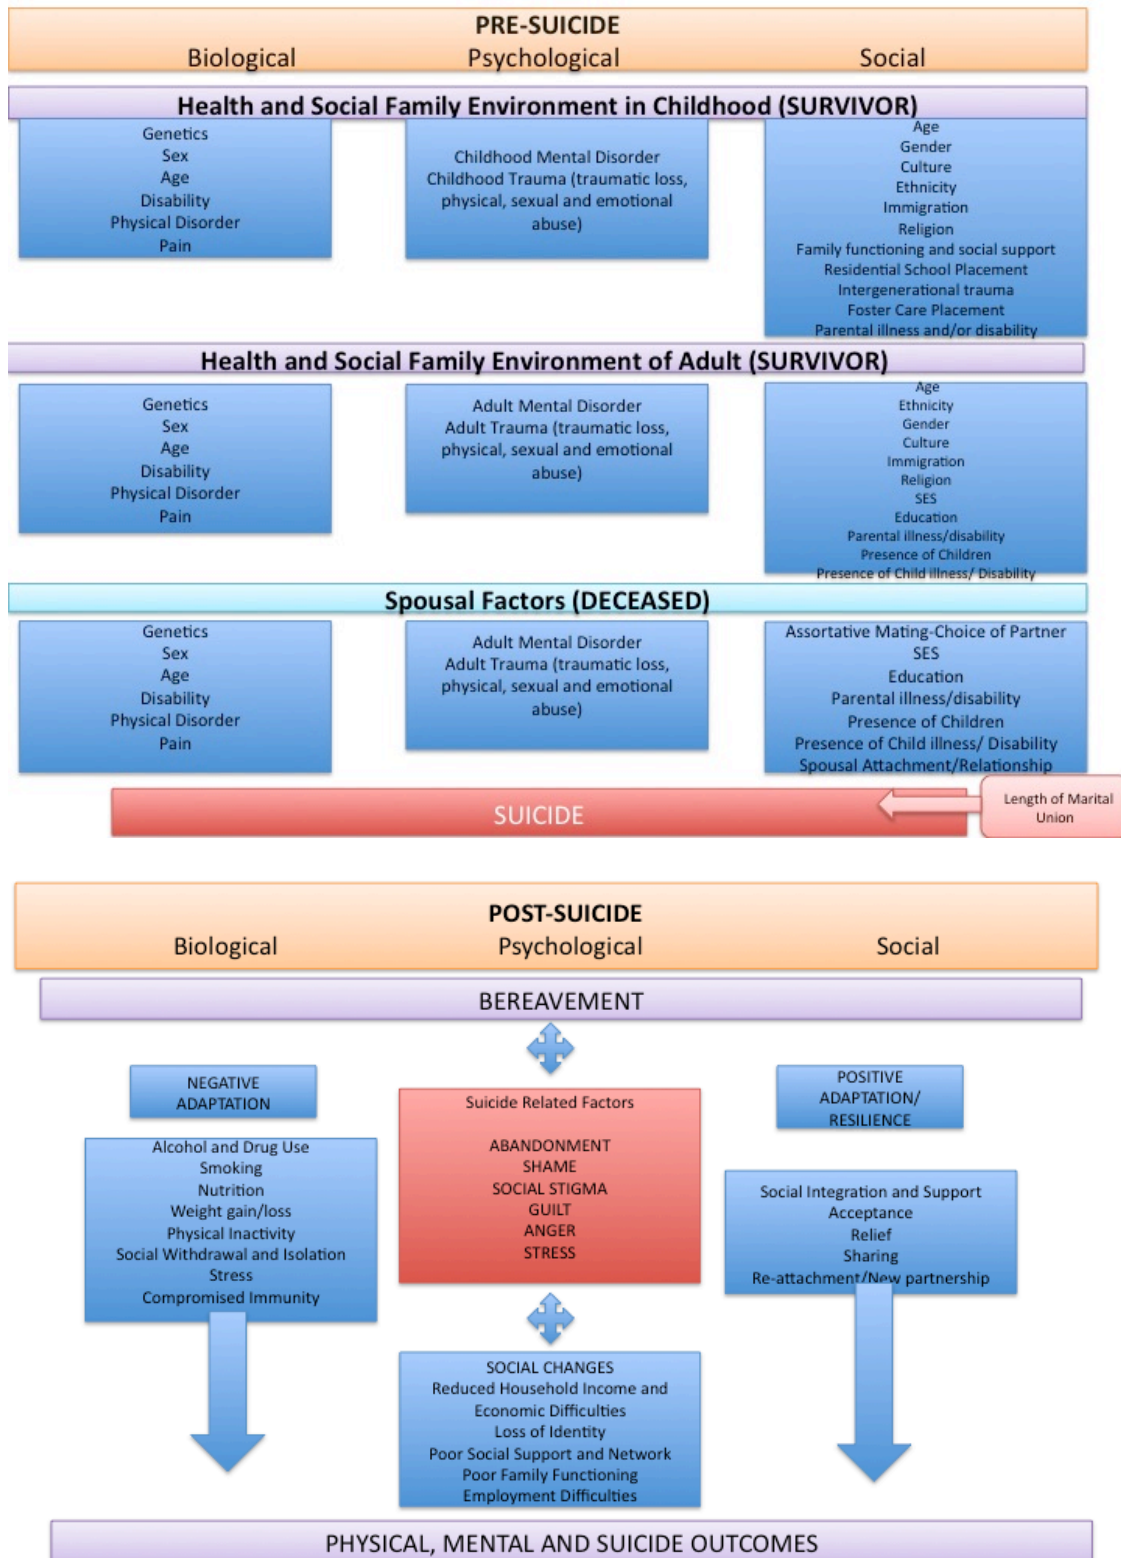 PRE-SUICIDE
Biological Psychological Social
Health and Social Family Environment in Childhood (SURVIVOR)
Genetics
Sex
Age
Disability
Physical Disorder
Pain
Childhood Mental Disorder
Childhood Trauma (traumatic loss,
physical, sexual and emotional
abuse)
Age
Gender
Culture
Ethnicity
Immigration
Religion
Family functioning and social support
Residential School Placement
Intergenerational trauma
Foster Care Placement
Parental illness and/or disability
Health and Social Family Environment of Adult (SURVIVOR)
Genetics
Sex
Age
Disability
Physical Disorder
Pain
Adult Mental Disorder
Adult Trauma (traumatic loss,
physical, sexual and emotional
abuse)
Age
Ethnicity
Gender
Culture
Immigration
Religion
SES
Education
Parental illness/disability
Presence of Children
Presence of Child illness/ Disability
Spousal Factors (DECEASED)
Genetics
Sex
Age
Disability
Physical Disorder
Pain
Adult Mental Disorder
Adult Trauma (traumatic loss,
physical, sexual and emotional
abuse)
Assortative Mating-Choice of Partner
SES
Education
Parental illness/disability
Presence of Children
Presence of Child illness/ Disability
Spousal Attachment/Relationship
SUICIDE
Length of Marital
Union
POST-SUICIDE
Biological Psychological Social
BEREAVEMENT
NEGATIVE
ADAPTATION
Alcohol and Drug Use
Smoking
Nutrition
Weight gain/loss
Physical Inactivity
Social Withdrawal and Isolation
Stress
Compromised Immunity
Suicide Related Factors
ABANDONMENT
SHAME
SOCIAL STIGMA
GUILT
ANGER
STRESS
POSITIVE
ADAPTATION/
RESILIENCE
Social Integration and Support
Acceptance
Relief
Sharing
Re-attachment/New partnership
SOCIAL CHANGES
Reduced Household Income and
Economic Difficulties
Loss of Identity
Poor Social Support and Network
Poor Family Functioning
Employment Difficulties
PHYSICAL, MENTAL AND SUICIDE OUTCOMES